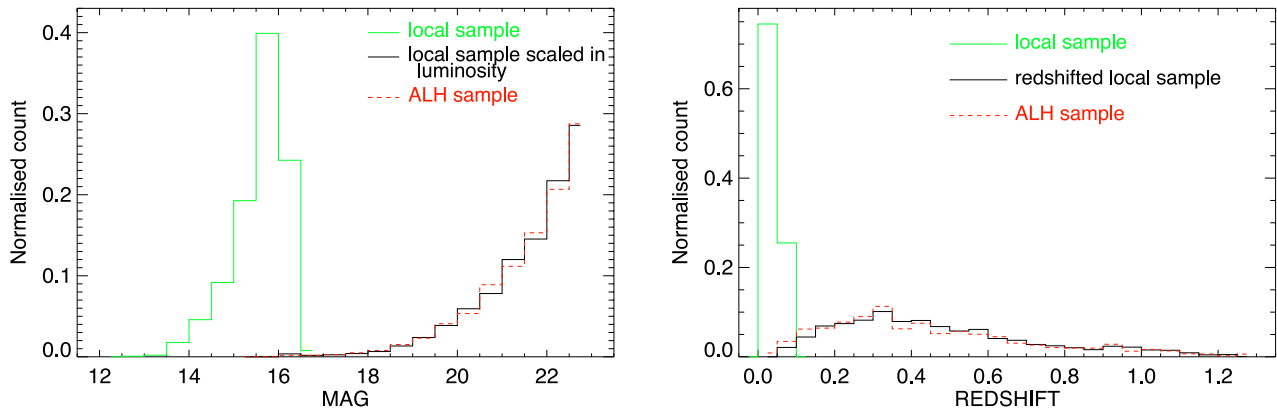 Normalised count
0.4
0.3
0.2
0.1
0.0
local sample
local sample scaled in
luminosity
ALH sample
12 14 16 18 20 22
MAG
Normalised count
0.6
0.4
0.2
0.0
local sample
redshifted local sample
ALH sample
0.0 0.2 0.4 0.6 0.8 1.0 1.2
REDSHIFT